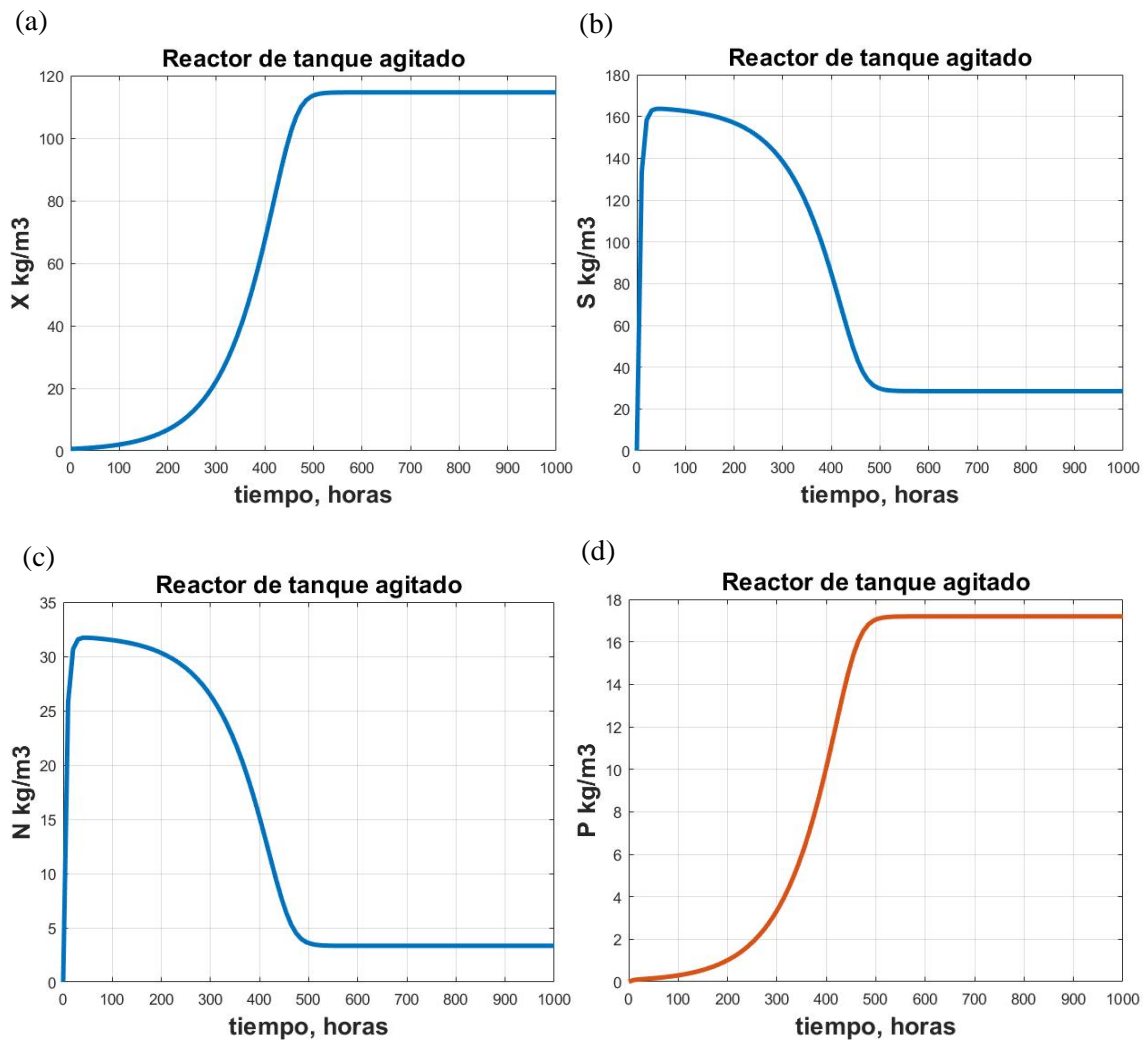 (a)
Reactor de tanque agitado
120
100
80
60
40
20
0
X kg/m3
0 100 200 300 400 500 600 700 800 900 1000
tiempo, horas
(b)
Reactor de tanque agitado
180
160
140
120
100
80
60
40
20
0
S kg/m3
0 100 200 300 400 500 600 700 800 900 1000
tiempo, horas
(c)
Reactor de tanque agitado
35
30
25
20
15
10
5
0
N kg/m3
0 100 200 300 400 500 600 700 800 900 1000
tiempo, horas
(d)
Reactor de tanque agitado
18
16
14
12
10
8
6
4
2
0
P kg/m3
0 100 200 300 400 500 600 700 800 900 1000
tiempo, horas